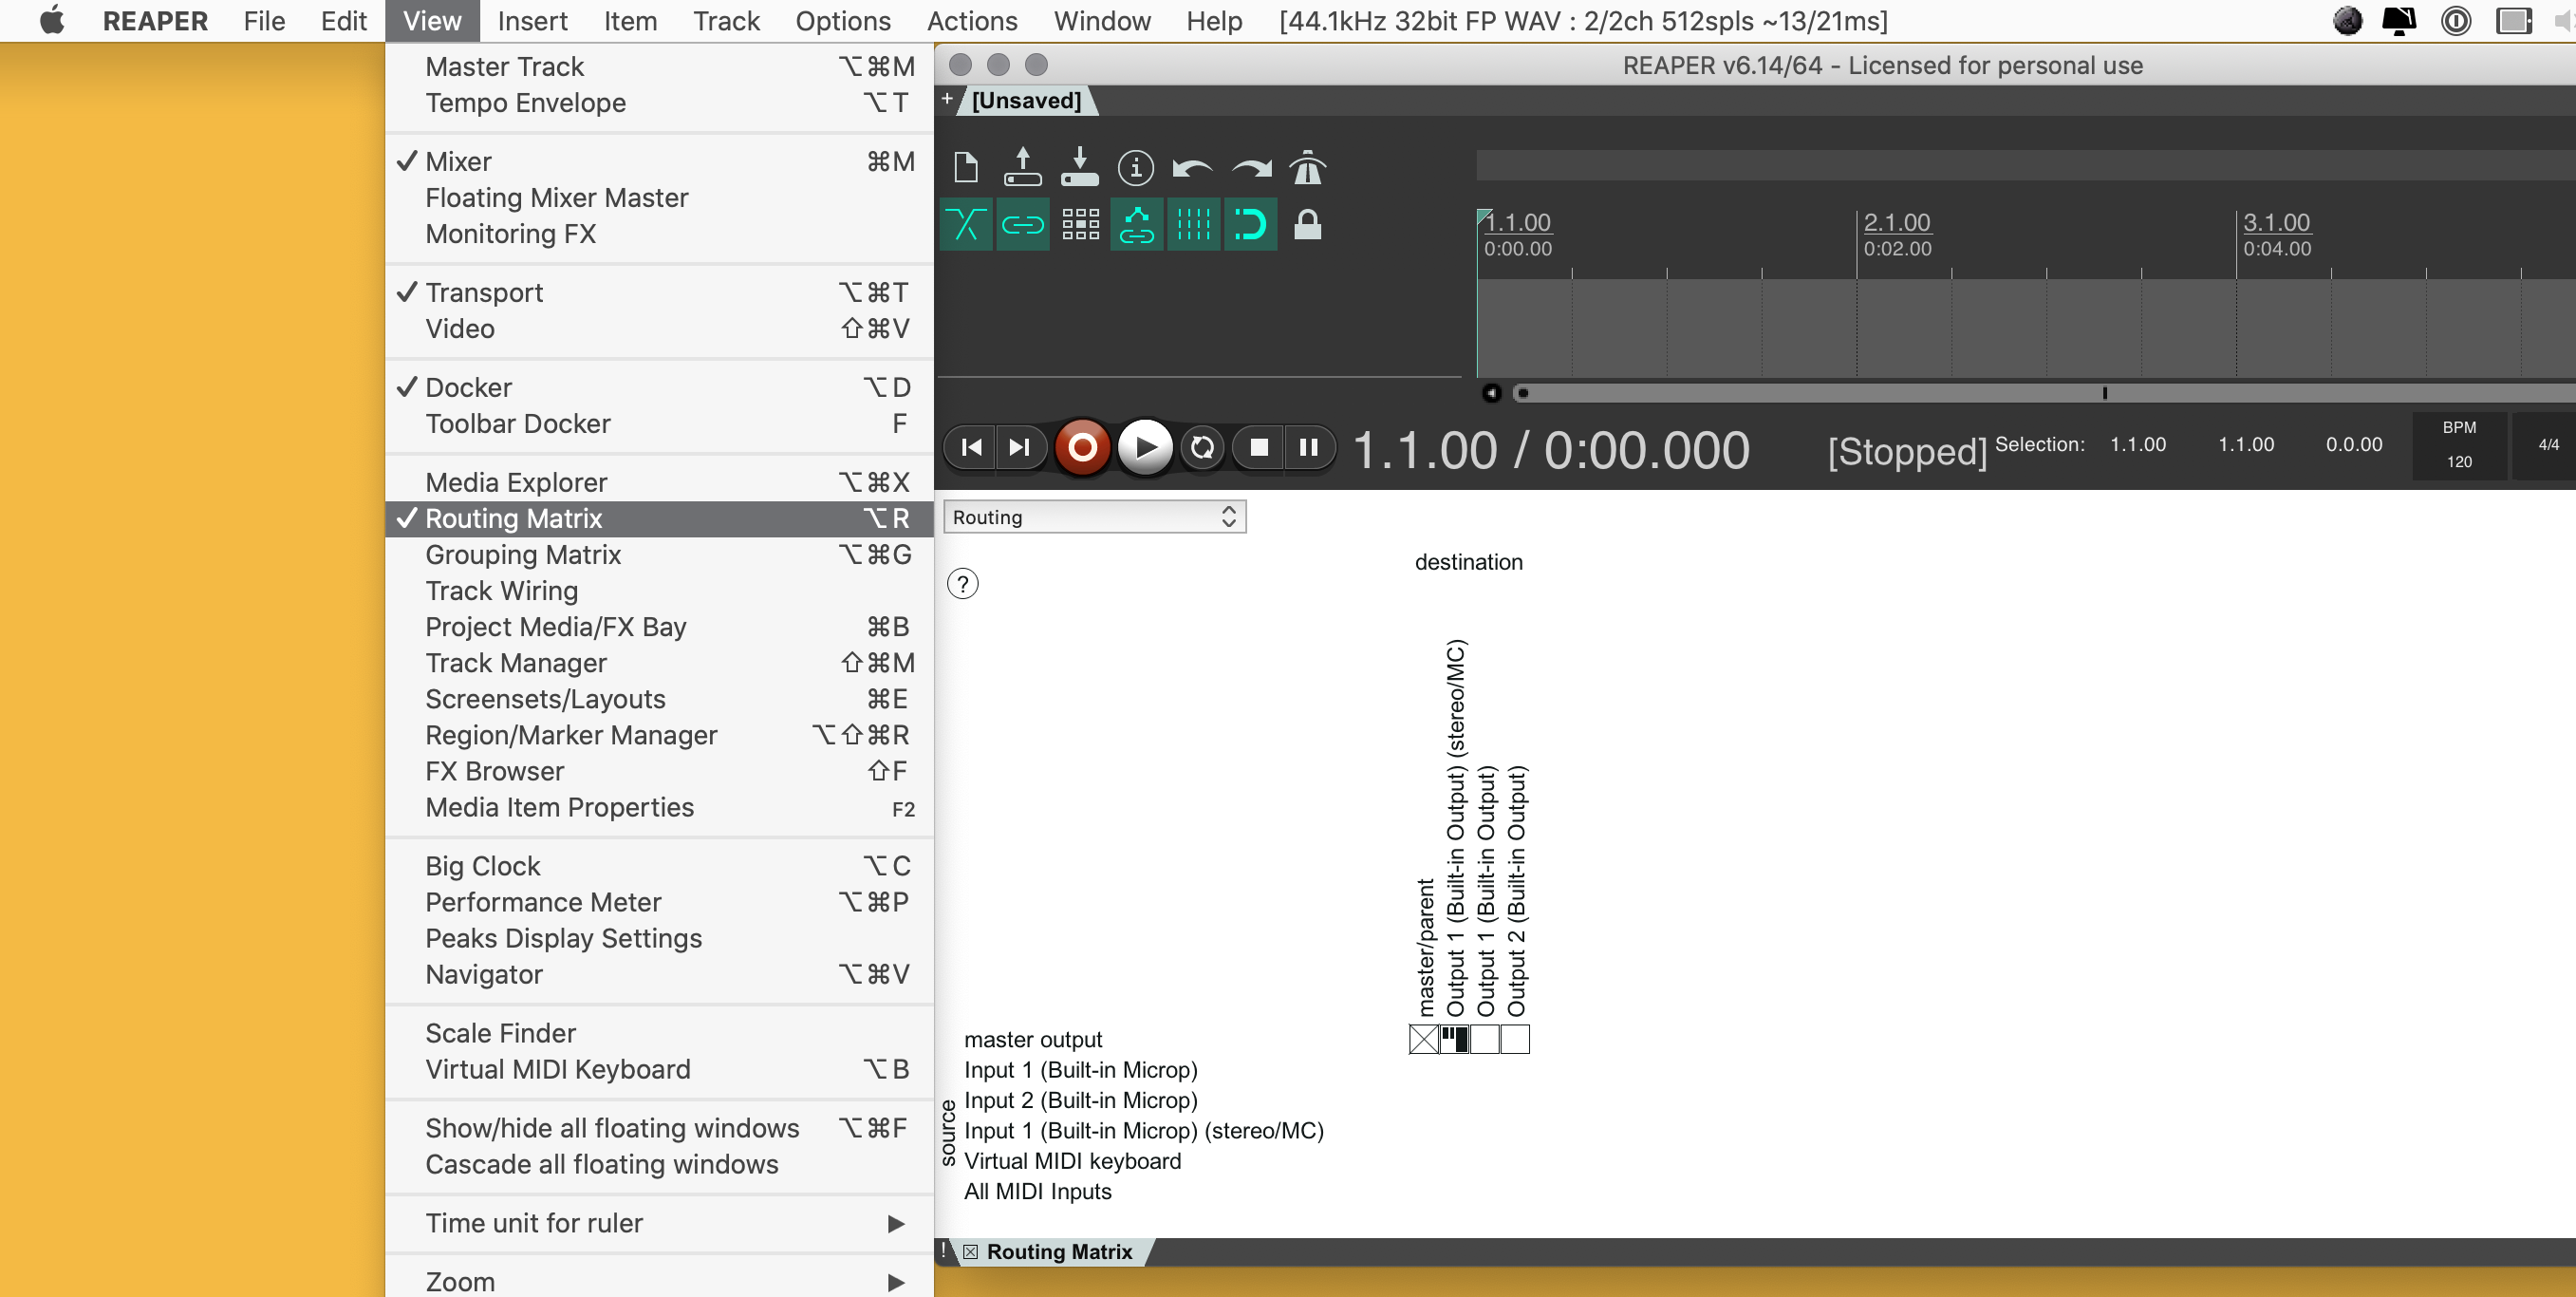 REAPER File Edit View Insert Item Track Options Actions Window Help [44.1kHz 32bit FP WAV : 2/2ch 512spls ~13/21ms]
Master Track ⌥⌘M
Tempo Envelope ⌥T
✓ Mixer ⌘M
Floating Mixer Master
Monitoring FX
✓ Transport ⌥⌘T
Video ⇧⌘V
✓ Docker ⌥D
Toolbar Docker F
Media Explorer ⌥⌘X
✓ Routing Matrix ⌥R
Grouping Matrix ⌥⌘G
Track Wiring
Project Media/FX Bay ⌘B
Track Manager ⇧⌘M
Screensets/Layouts ⌘E
Region/Marker Manager ⌥⇧⌘R
FX Browser ⇧F
Media Item Properties F2
Big Clock ⌥C
Performance Meter ⌥⌘P
Peaks Display Settings
Navigator ⌥⌘V
Scale Finder
Virtual MIDI Keyboard ⌥B
Show/hide all floating windows ⌥⌘F
Cascade all floating windows
Time unit for ruler ▶
Zoom ▶
REAPER v6.14/64 - Licensed for personal use
+ [Unsaved]
1.1.00 2.1.00 3.1.00
0:00.00 0:02.00 0:04.00
1.1.00 / 0:00.000 [Stopped] Selection: 1.1.00 1.1.00 0.0.00
BPM
120
4/4
Routing
?
destination
master/parent
Output 1 (Built-in Output) (stereo/MC)
Output 1 (Built-in Output)
Output 2 (Built-in Output)
source
master output
Input 1 (Built-in Microp)
Input 2 (Built-in Microp)
Input 1 (Built-in Microp) (stereo/MC)
Virtual MIDI keyboard
All MIDI Inputs
! Routing Matrix